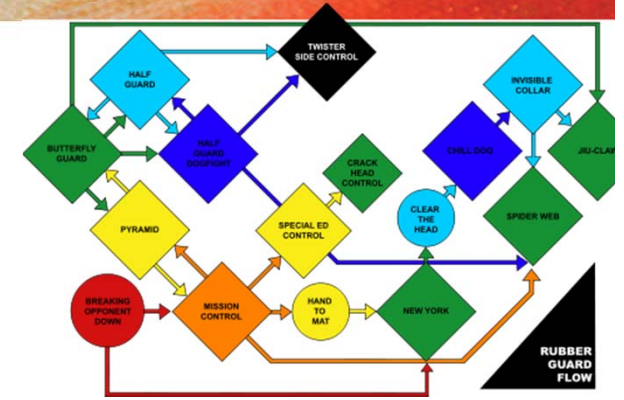 TWISTER
SIDE CONTROL
HALF
GUARD
INVISIBLE
COLLAR
BUTTERFLY
GUARD
HALF
GUARD
DOGFIGHT
CRACK
HEAD
CONTROL
CHILL DOG
JIU-CLAW
PYRAMID
SPECIAL ED
CONTROL
CLEAR
THE
HEAD
SPIDER WEB
BREAKING
OPPONENT
DOWN
MISSION
CONTROL
HAND
TO
MAT
NEW YORK
RUBBER
GUARD
FLOW